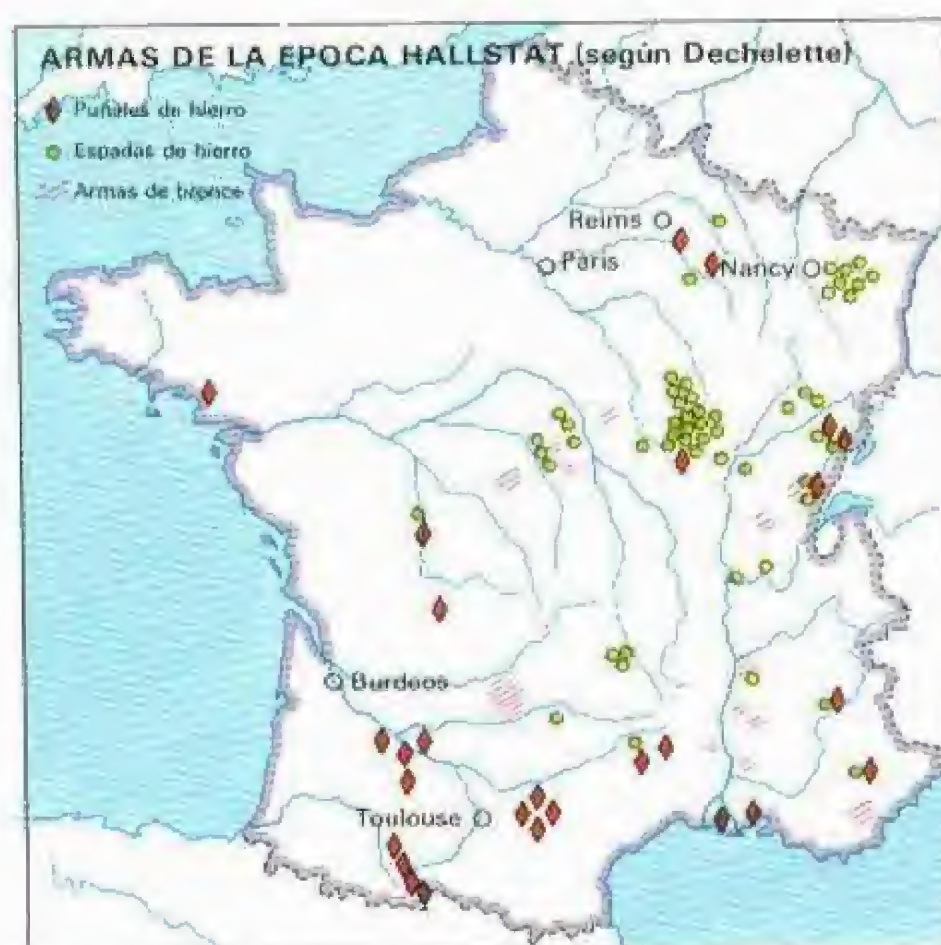 ARMAS DE LA EPOCA HALLSTAT (según Dechelette)
Puñales de hierro
Espadas de hierro
Armas de bronce
Reims
Paris
Nancy
Burdeos
Toulouse